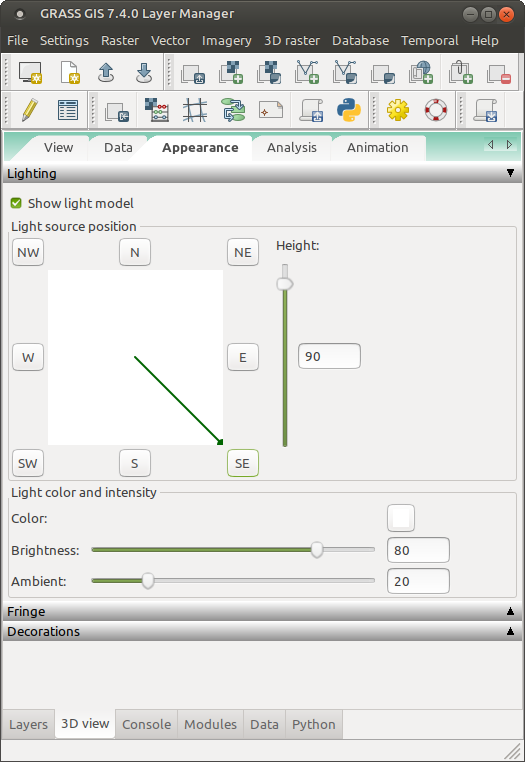 GRASS GIS 7.4.0 Layer Manager
File Settings Raster Vector Imagery 3D raster Database Temporal Help
View Data Appearance Analysis Animation
Lighting
Show light model
Light source position
NW N NE Height:
W E 90
SW S SE
Light color and intensity
Color:
Brightness: 80
Ambient: 20
Fringe
Decorations
Layers 3D view Console Modules Data Python